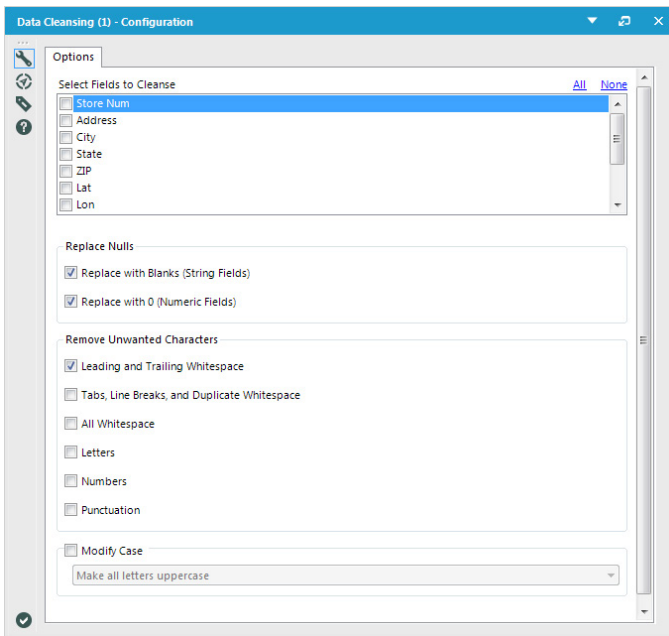 Data Cleansing (1) - Configuration
Options
Select Fields to Cleanse All None
Store Num
Address
City
State
ZIP
Lat
Lon
Replace Nulls
Replace with Blanks (String Fields)
Replace with 0 (Numeric Fields)
Remove Unwanted Characters
Leading and Trailing Whitespace
Tabs, Line Breaks, and Duplicate Whitespace
All Whitespace
Letters
Numbers
Punctuation
Modify Case
Make all letters uppercase